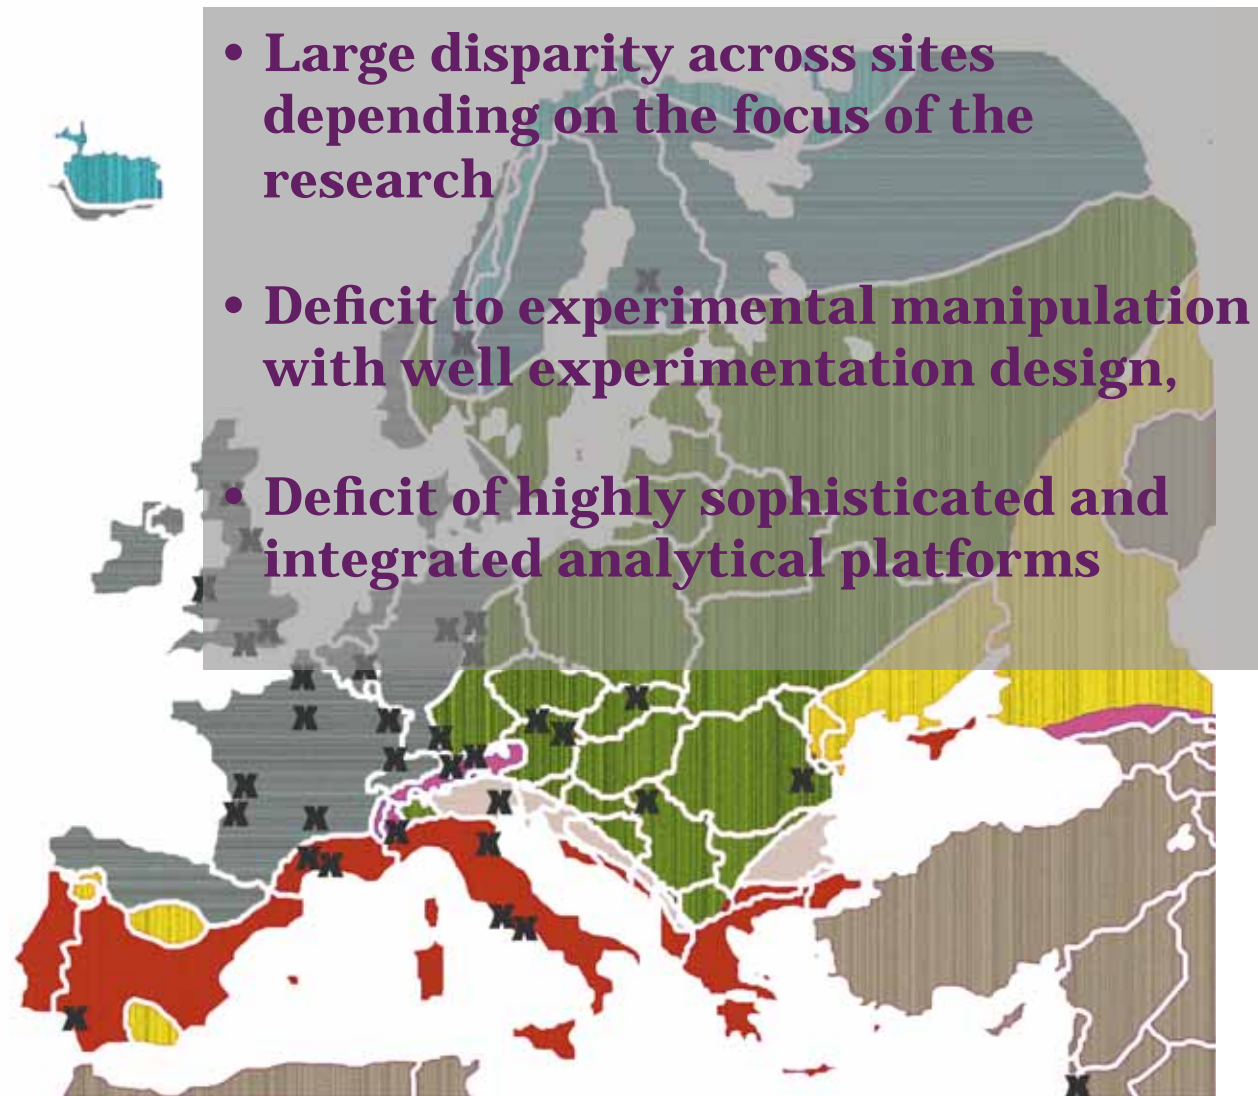 • Large disparity across sites
depending on the focus of the
research
• Deficit to experimental manipulation
with well experimentation design,
• Deficit of highly sophisticated and
integrated analytical platforms